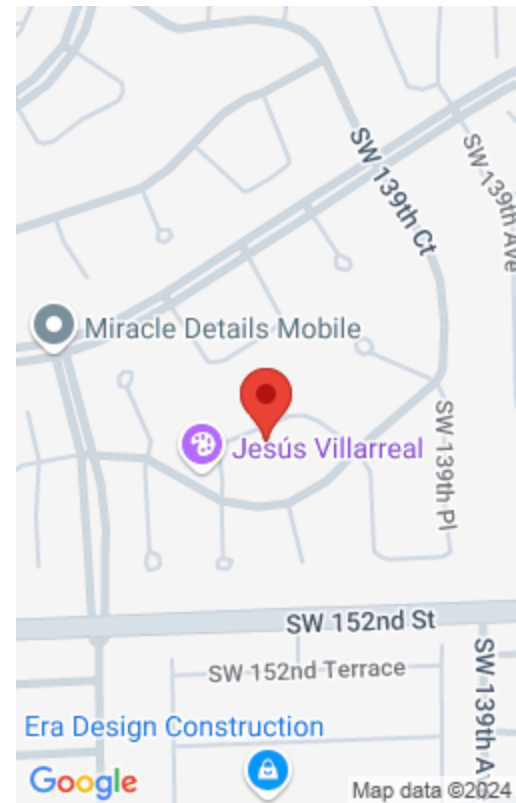 SW 139th Ct
SW 139th Ave
Miracle Details Mobile
Jesús Villarreal
SW 139th Pl
SW 152nd St
SW 152nd Terrace
SW 139th A
Era Design Construction
Google
Map data ©2024